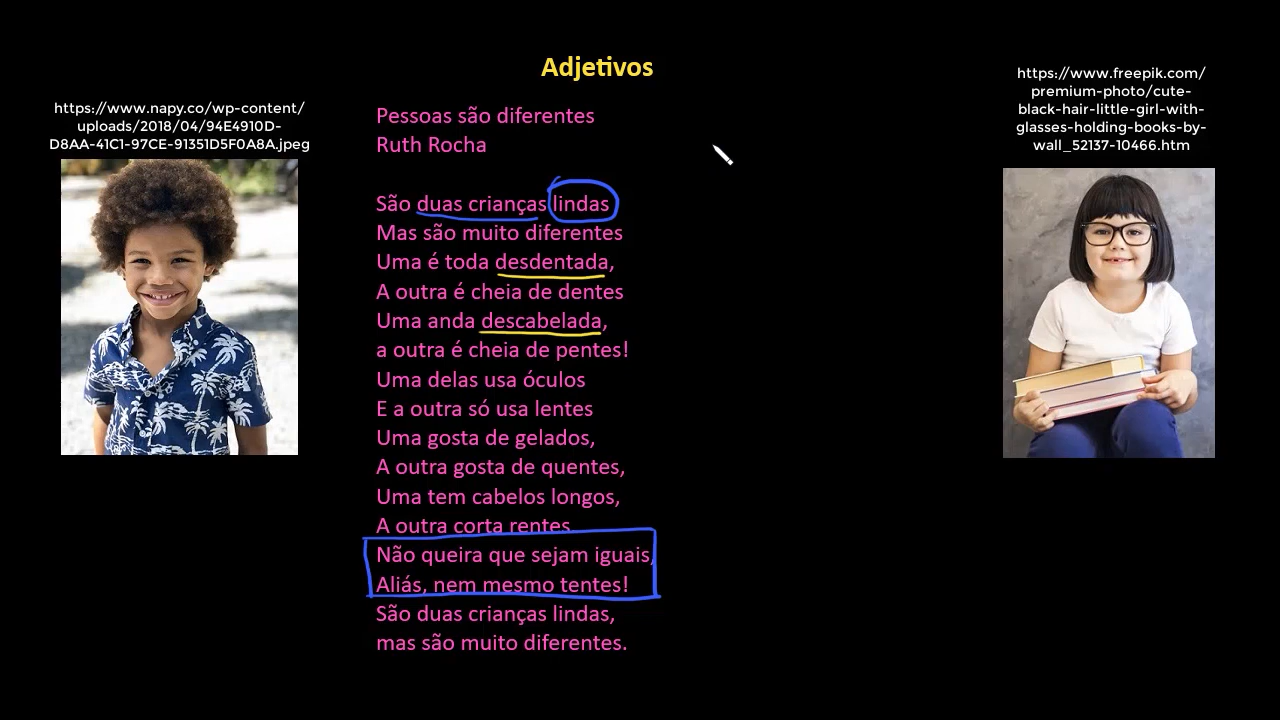 Adjetivos
https://www.napy.co/wp-content/
uploads/2018/04/94E4910D-
D8AA-41C1-97CE-91351D5F0A8A.jpeg
Pessoas são diferentes
Ruth Rocha
São duas crianças lindas
Mas são muito diferentes
Uma é toda desdentada,
A outra é cheia de dentes
Uma anda descabelada,
a outra é cheia de pentes!
Uma delas usa óculos
E a outra só usa lentes
Uma gosta de gelados,
A outra gosta de quentes,
Uma tem cabelos longos,
A outra corta rentes
Não queira que sejam iguais,
Aliás, nem mesmo tentes!
São duas crianças lindas,
mas são muito diferentes.
https://www.freepik.com/
premium-photo/cute-
black-hair-little-girl-with-
glasses-holding-books-by-
wall_52137-10466.htm